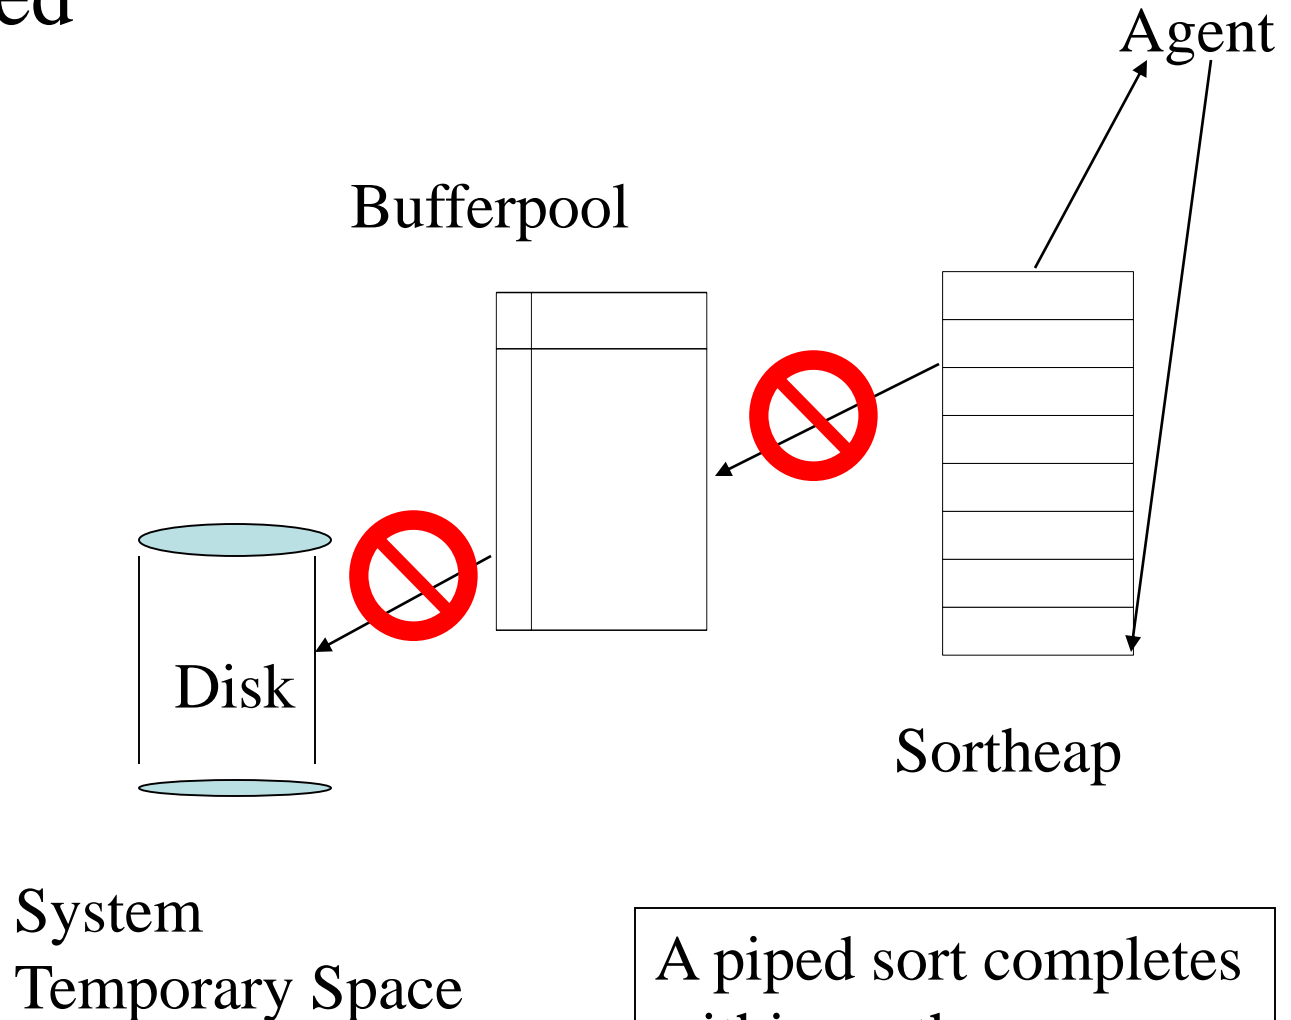 Agent
Bufferpool
Disk
Sortheap
System
Temporary Space
A piped sort completes